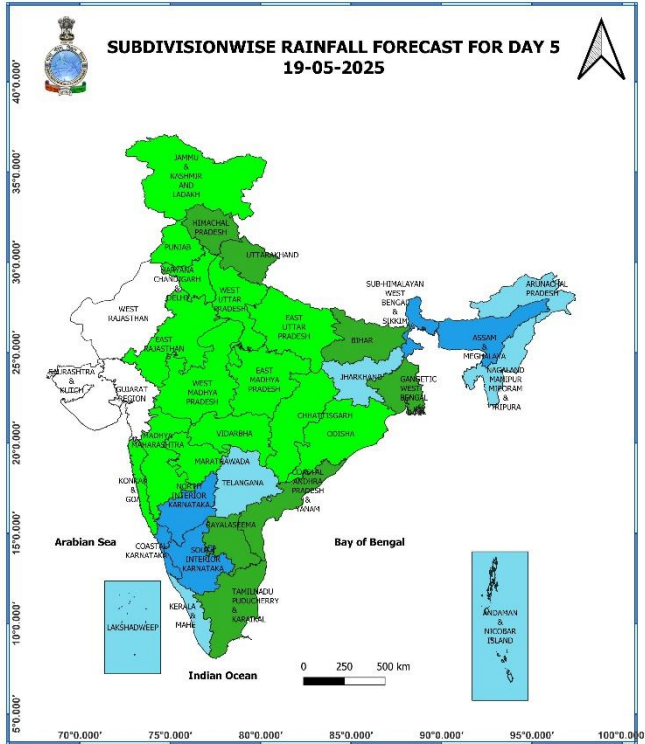 SUBDIVISIONWISE RAINFALL FORECAST FOR DAY 5
19-05-2025
40°0.000'
35°0.000'
30°0.000'
25°0.000'
20°0.000'
15°0.000'
10°0.000'
5°0.000'
JAMMU
&
KASHMIR
AND
LADAKH
HIMACHAL
PRADESH
PUNJAB
UTTARAKHAND
HARYANA
CHANDIGARH
&
DELHI
WEST
UTTAR
PRADESH
WEST
RAJASTHAN
EAST
RAJASTHAN
EAST
UTTAR
PRADESH
SUB-HIMALAYAN
WEST
BENGAL
&
SIKKIM
ARUNACHAL
PRADESH
ASSAM
&
MEGHALAYA
BIHAR
NAGALAND
MANIPUR
MIZORAM
&
TRIPURA
SAURASHTRA
&
KUTCH
GUJARAT
REGION
WEST
MADHYA
PRADESH
EAST
MADHYA
PRADESH
JHARKHAND
GANGETIC
WEST
BENGAL
CHHATTISGARH
ODISHA
VIDARBHA
MADHYA
MAHARASHTRA
MARATHAWADA
KONKAN
&
GOA
TELANGANA
COASTAL
ANDHRA
PRADESH
&
YANAM
NORTH
INTERIOR
KARNATAKA
RAYALASEEMA
COASTAL
KARNATAKA
SOUTH
INTERIOR
KARNATAKA
Arabian Sea
Bay of Bengal
KERALA
&
MAHE
TAMILNADU
PUDUCHERRY
&
KARAIKAL
LAKSHADWEEP
ANDAMAN
&
NICOBAR
ISLAND
Indian Ocean
0 250 500 km
70°0.000' 75°0.000' 80°0.000' 85°0.000' 90°0.000' 95°0.000' 100°0.000'